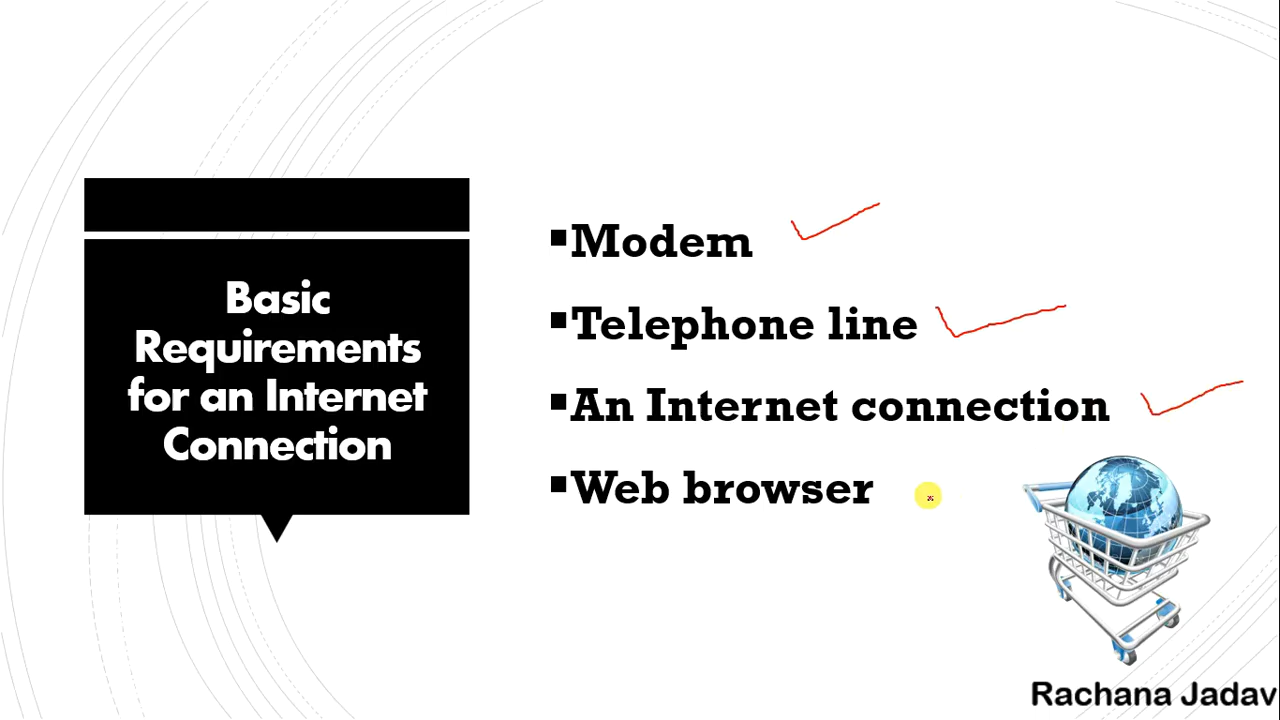 Basic
Requirements
for an Internet
Connection
▪Modem
▪Telephone line
▪An Internet connection
▪Web browser
Rachana Jadav